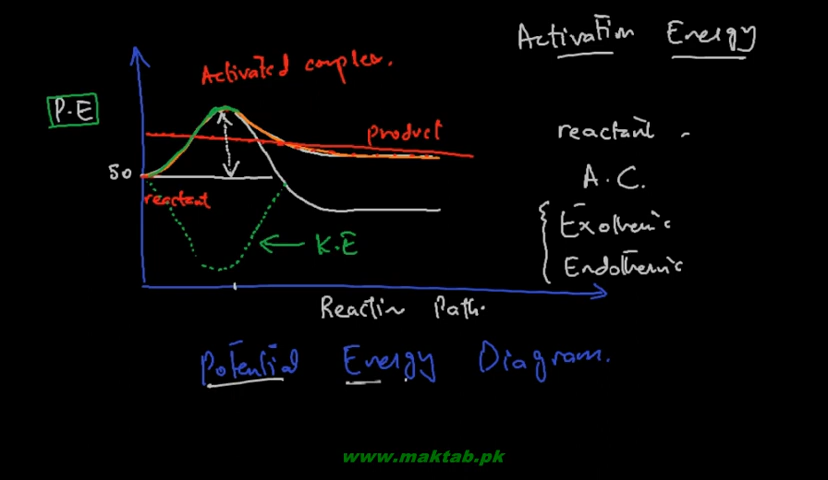 Activation Energy
Activated complex.
P.E
product
reactant
50
A.C.
reactant
Exothermic
K.E
Endothermic
Reaction Path.
Potential Energy Diagram.
www.maktab.pk